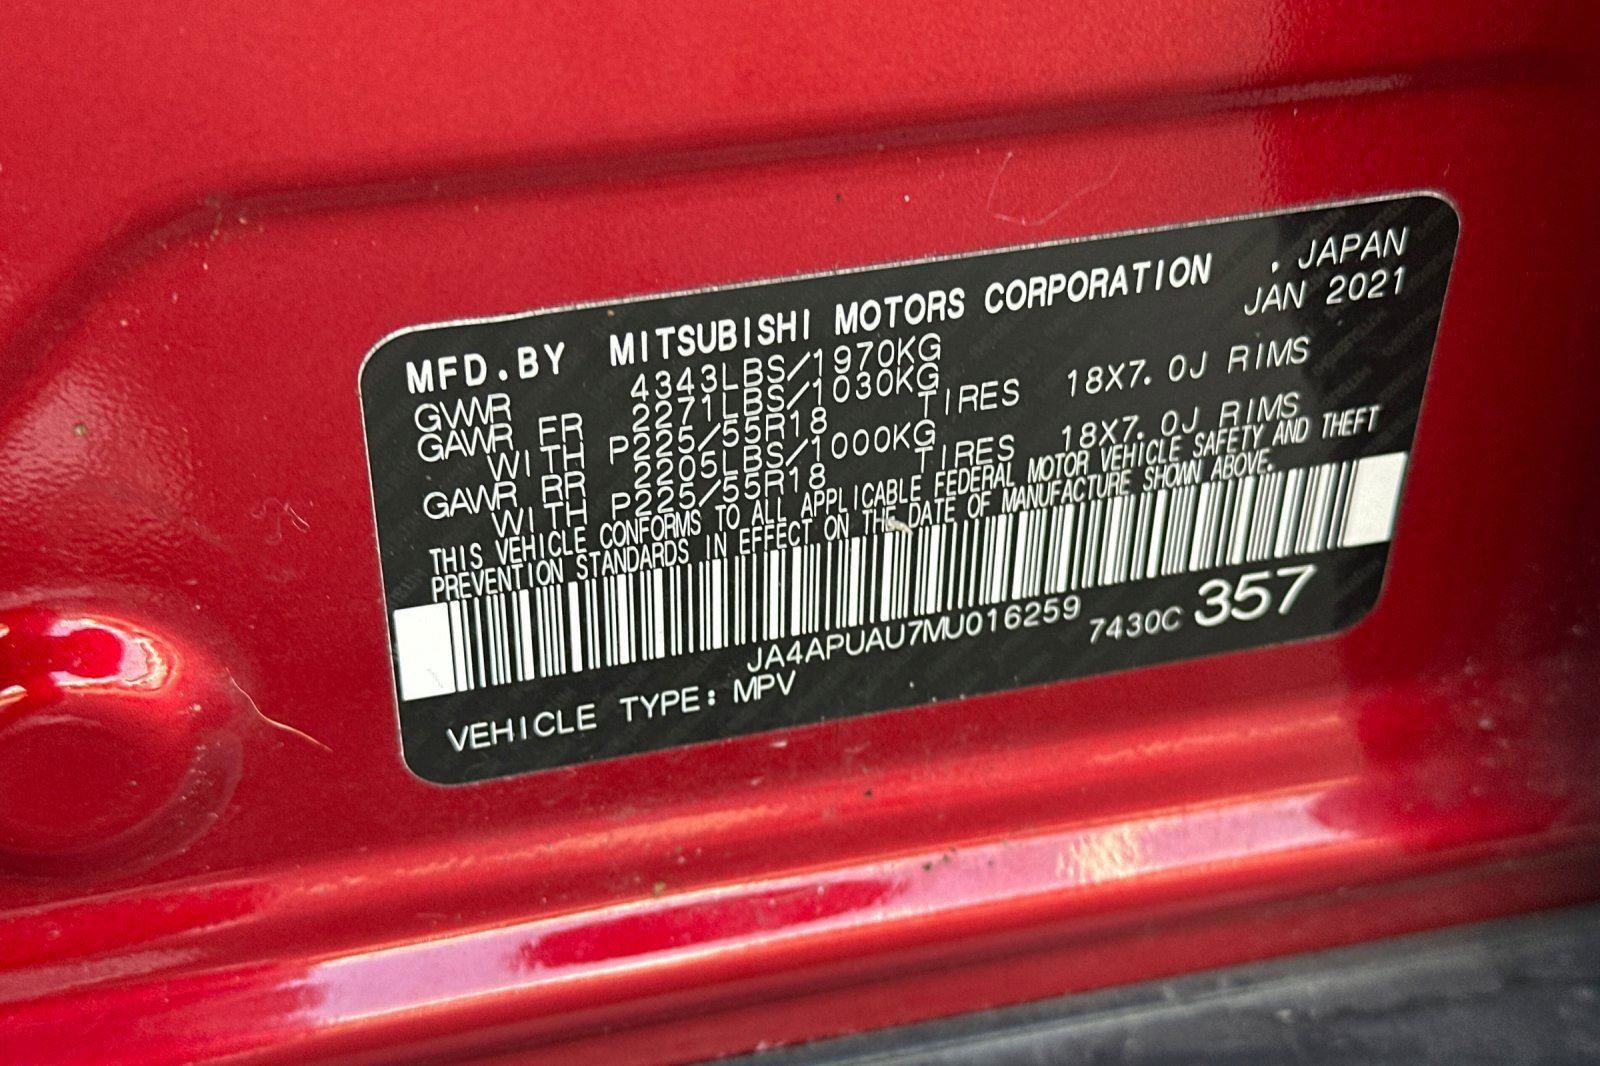 MFD.BY MITSUBISHI MOTORS CORPORATION . JAPAN
GVWR 4343LBS/1970KG JAN 2021
GAWR FR 2271LBS/1030KG
WITH P225/55R18 TIRES 18X7.0J RIMS
GAWR RR 2205LBS/1000KG
WITH P225/55R18 TIRES 18X7.0J RIMS
THIS VEHICLE CONFORMS TO ALL APPLICABLE FEDERAL MOTOR VEHICLE SAFETY AND THEFT
PREVENTION STANDARDS IN EFFECT ON THE DATE OF MANUFACTURE SHOWN ABOVE.
JA4APUAU7MU016259 7430C 357
VEHICLE TYPE: MPV